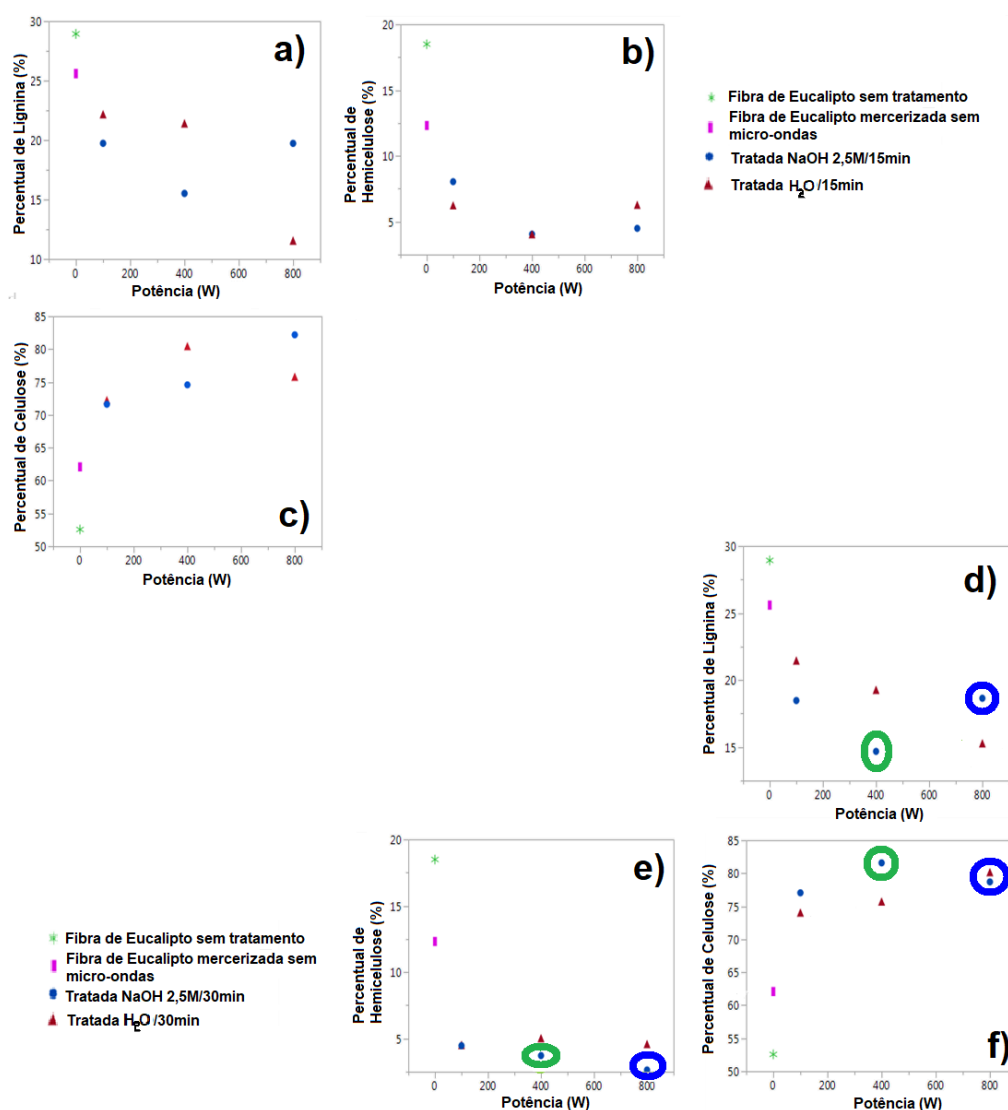 a)
Percentual de Lignina (%)
30
25
20
15
10
0
200
400
600
800
Potência (W)
b)
Percentual de
Hemicelulose (%)
20
15
10
5
0
200
400
600
800
Potência (W)
Fibra de Eucalipto sem tratamento
Fibra de Eucalipto mercerizada sem
micro-ondas
Tratada NaOH 2,5M/15min
Tratada H2O/15min
Percentual de Celulose (%)
85
80
75
70
65
60
55
50
c)
0
200
400
600
800
Potência (W)
d)
Percentual de Lignina (%)
30
25
20
15
0
200
400
600
800
Potência (W)
Fibra de Eucalipto sem tratamento
Fibra de Eucalipto mercerizada sem
micro-ondas
Tratada NaOH 2,5M/30min
Tratada H2O/30min
e)
Percentual de
Hemicelulose (%)
20
15
10
5
0
200
400
600
800
Potência (W)
Percentual de Celulose (%)
85
80
75
70
65
60
55
50
f)
0
200
400
600
800
Potência (W)